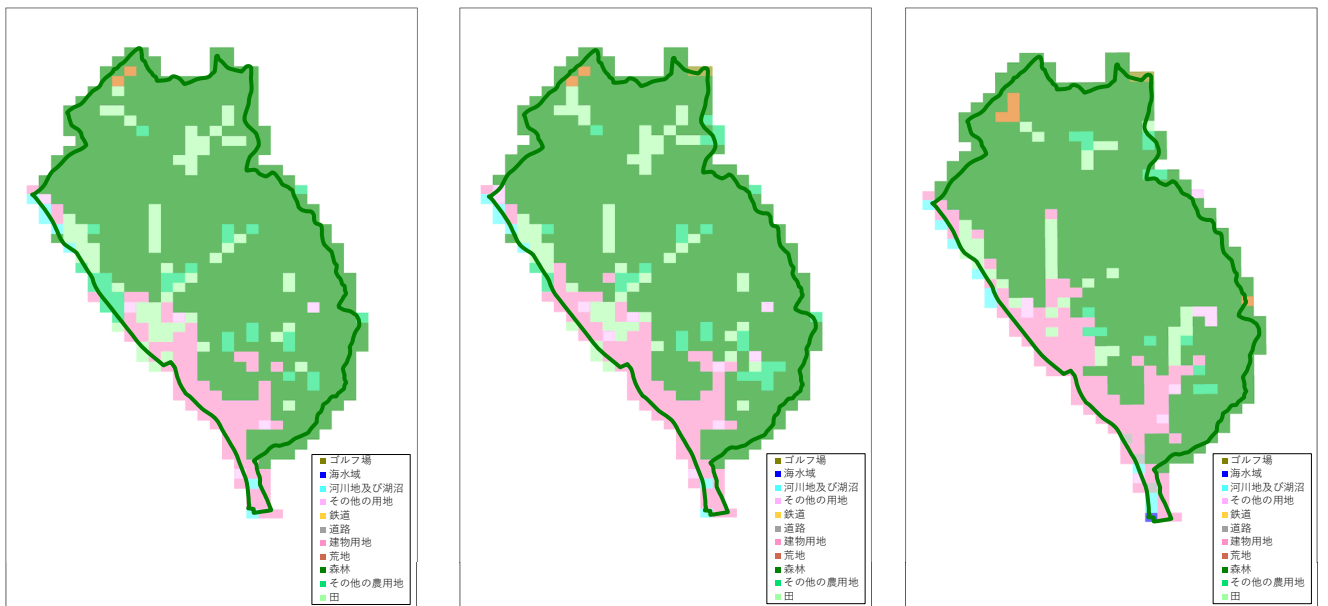 ゴルフ場
海水域
河川地及び湖沼
その他の用地
鉄道
道路
建物用地
荒地
森林
その他の農用地
田
ゴルフ場
海水域
河川地及び湖沼
その他の用地
鉄道
道路
建物用地
荒地
森林
その他の農用地
田
ゴルフ場
海水域
河川地及び湖沼
その他の用地
鉄道
道路
建物用地
荒地
森林
その他の農用地
田